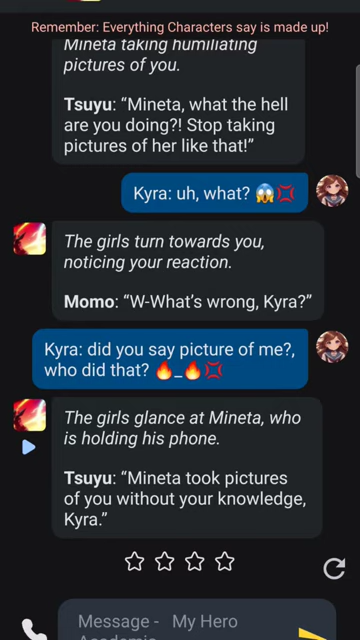 Remember: Everything Characters say is made up!
Mineta taking humiliating
pictures of you.
Tsuyu: “Mineta, what the hell
are you doing?! Stop taking
pictures of her like that!”
Kyra: uh, what? 😱💢
The girls turn towards you,
noticing your reaction.
Momo: “W-What’s wrong, Kyra?”
Kyra: did you say picture of me?,
who did that? 🔥_🔥💢
The girls glance at Mineta, who
is holding his phone.
Tsuyu: “Mineta took pictures
of you without your knowledge,
Kyra.”
Message - My Hero